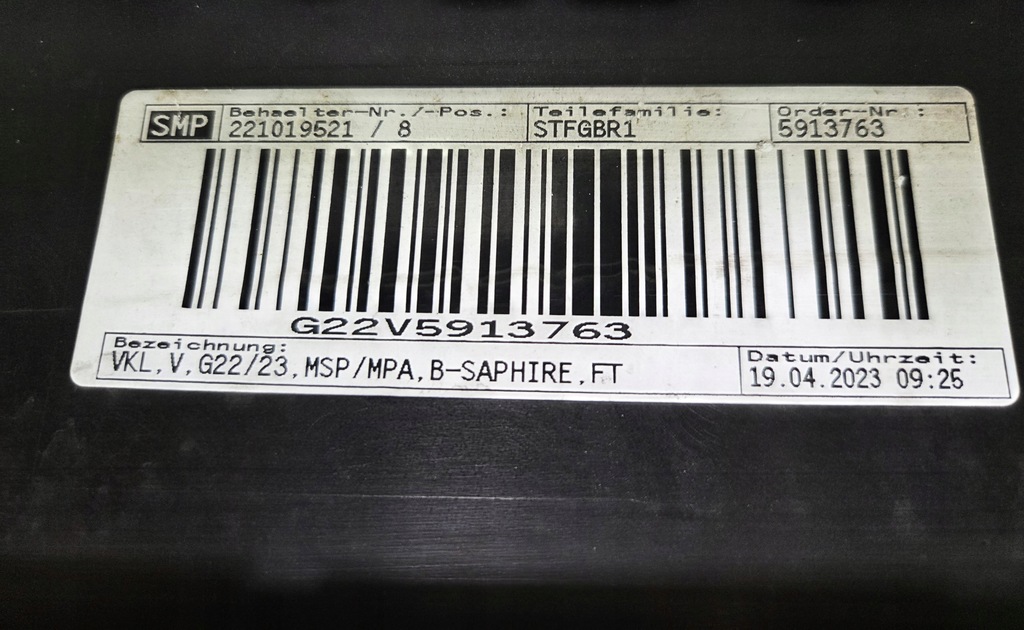 SMP Behaelter-Nr./-Pos.: Teilefamilie: Order-Nr.:
221019521 / 8 STFGBR1 5913763
G22V5913763
Bezeichnung: Datum/Uhrzeit:
VKL,V,G22/23,MSP/MPA,B-SAPHIRE,FT 19.04.2023 09:25